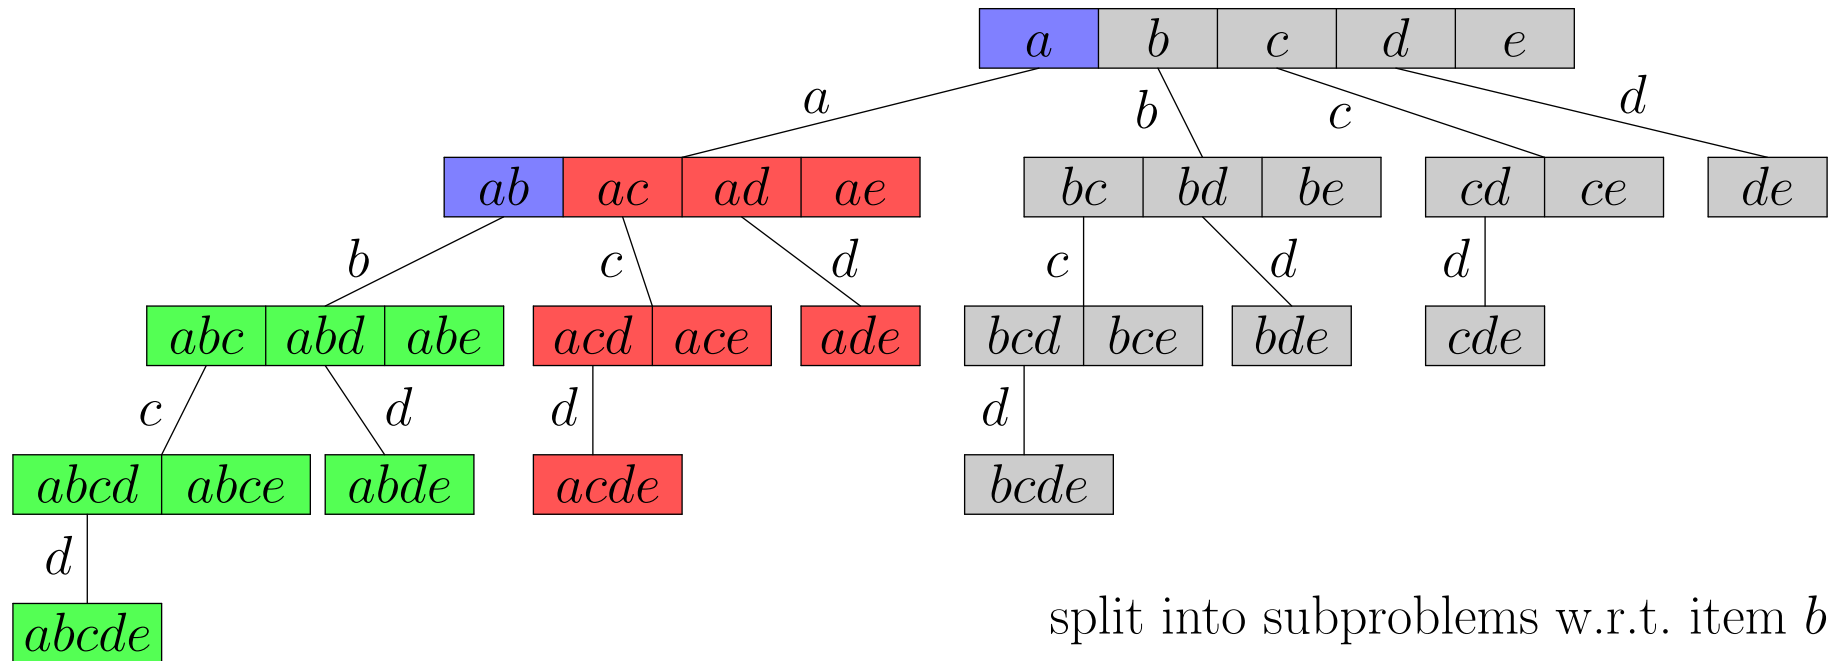 a b c d e
a b c d
ab ac ad ae bc bd be cd ce de
b c d c d d
abc abd abe acd ace ade bcd bce bde cde
c d d d
abcd abce abde acde bcde
d
abcde
split into subproblems w.r.t. item b